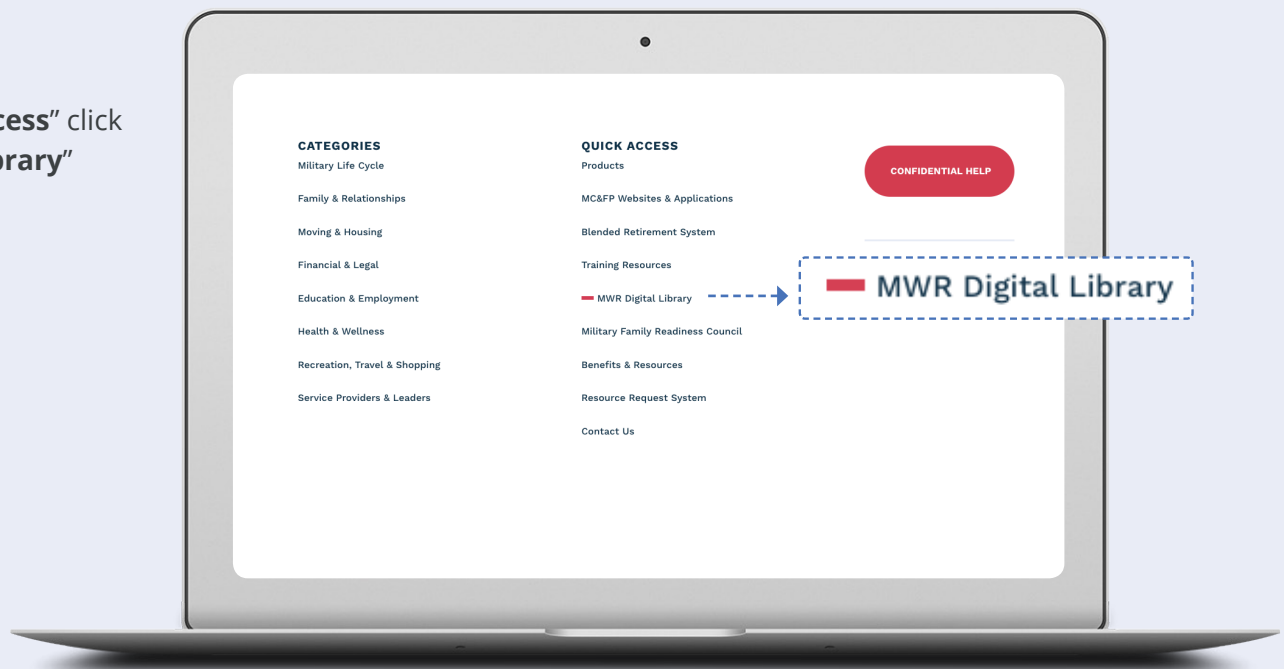 cess” click
brary”
CATEGORIES
Military Life Cycle
Family & Relationships
Moving & Housing
Financial & Legal
Education & Employment
Health & Wellness
Recreation, Travel & Shopping
Service Providers & Leaders
QUICK ACCESS
Products
MC&FP Websites & Applications
Blended Retirement System
Training Resources
MWR Digital Library
Military Family Readiness Council
Benefits & Resources
Resource Request System
Contact Us
CONFIDENTIAL HELP
MWR Digital Library